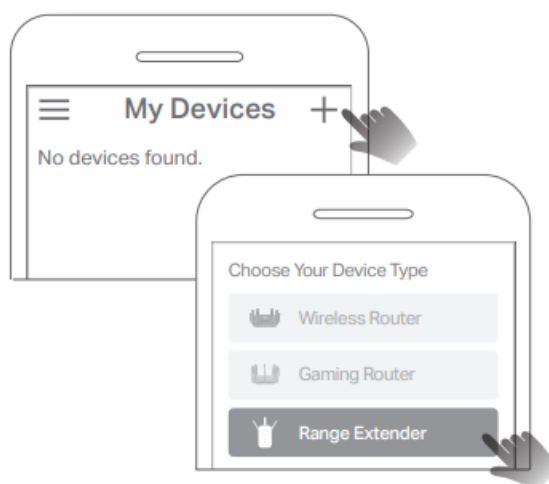 My Devices
No devices found.
Choose Your Device Type
Wireless Router
Gaming Router
Range Extender